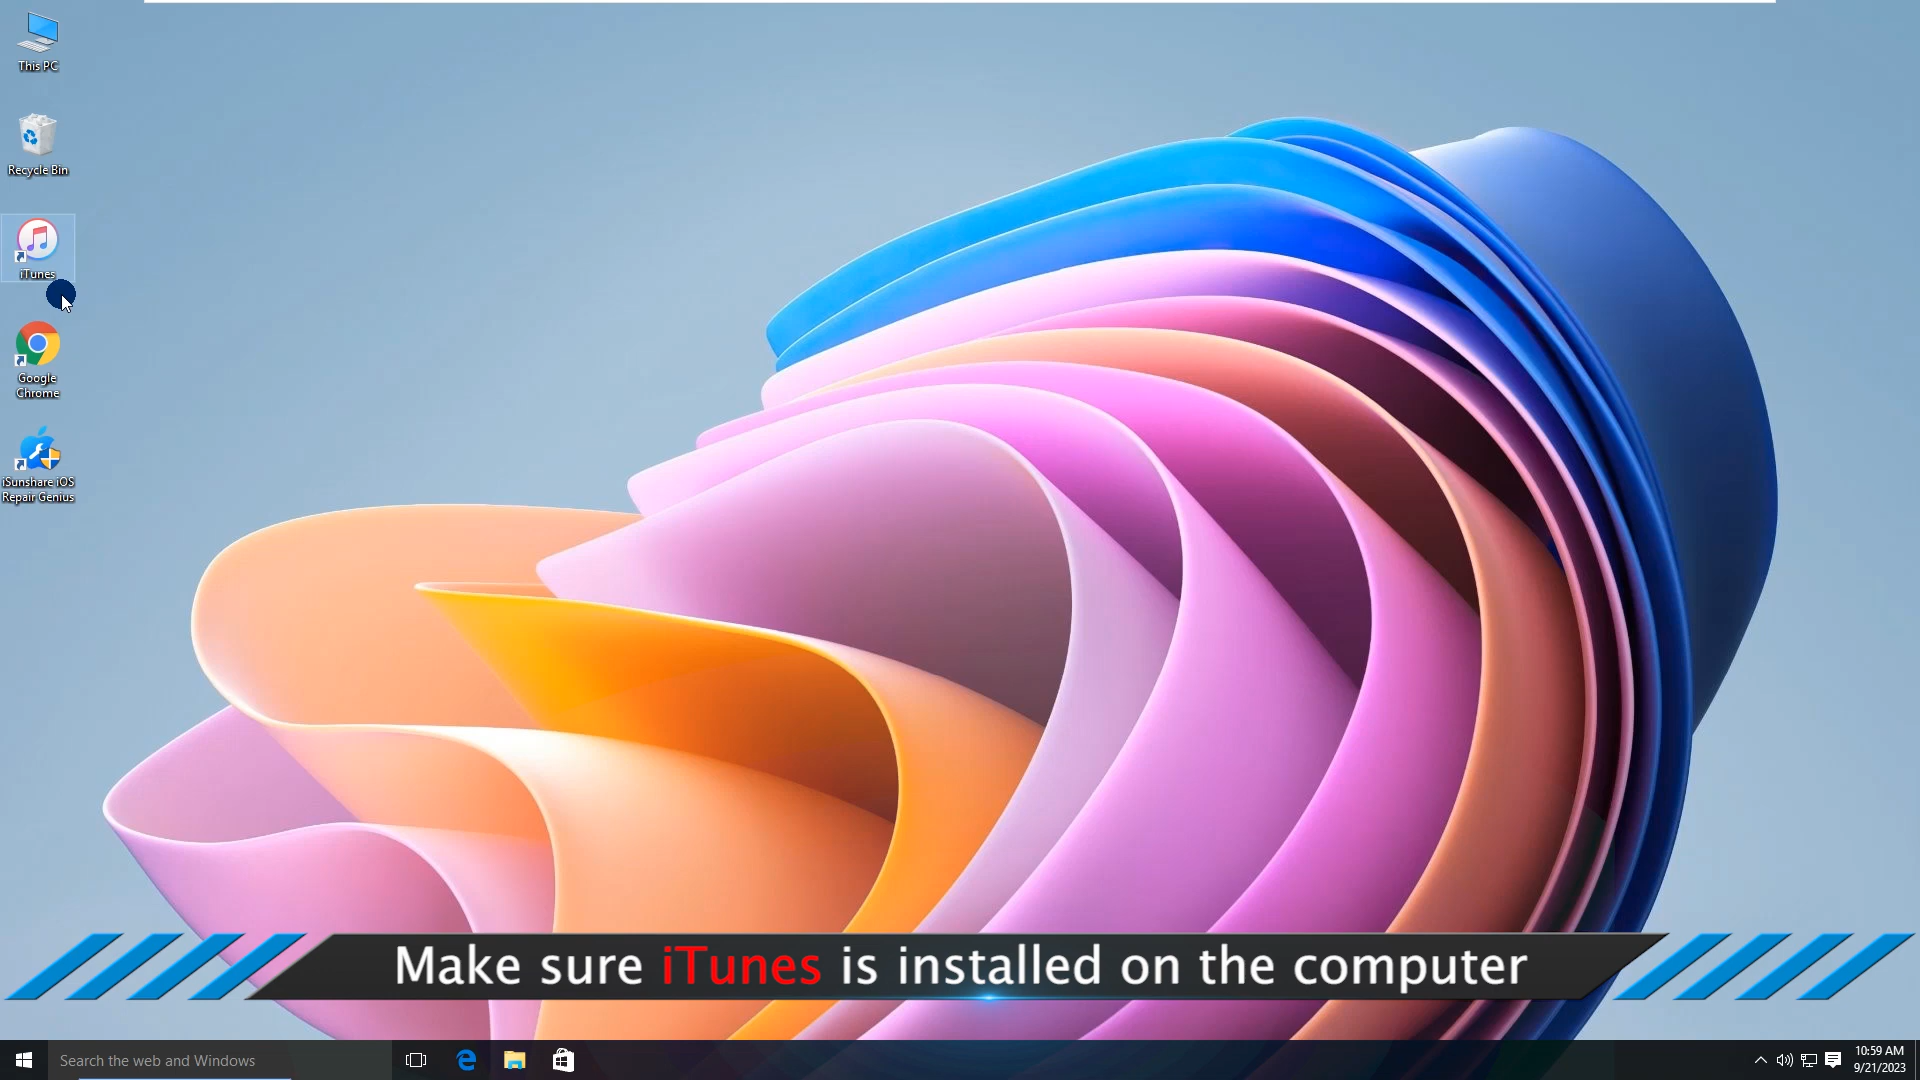 This PC
Recycle Bin
iTunes
Google
Chrome
iSunshare iOS
Repair Genius
Make sure iTunes is installed on the computer
Search the web and Windows
10:59 AM
9/21/2023